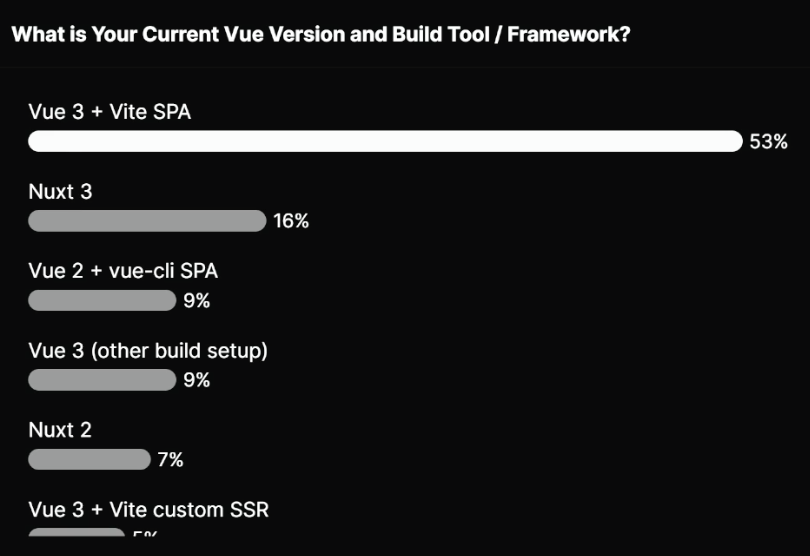 What is Your Current Vue Version and Build Tool / Framework?
Vue 3 + Vite SPA
53%
Nuxt 3
16%
Vue 2 + vue-cli SPA
9%
Vue 3 (other build setup)
9%
Nuxt 2
7%
Vue 3 + Vite custom SSR
5%